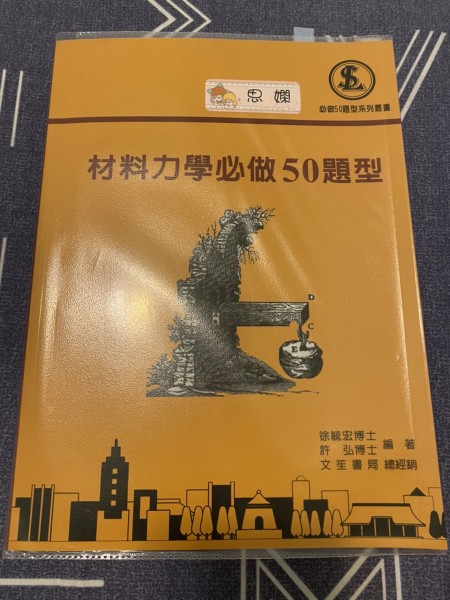 思嫻
必做50題型系列叢書
材料力學必做50題型
D
C
徐毓宏博士
許 弘博士 編著
文笙書局 總經銷